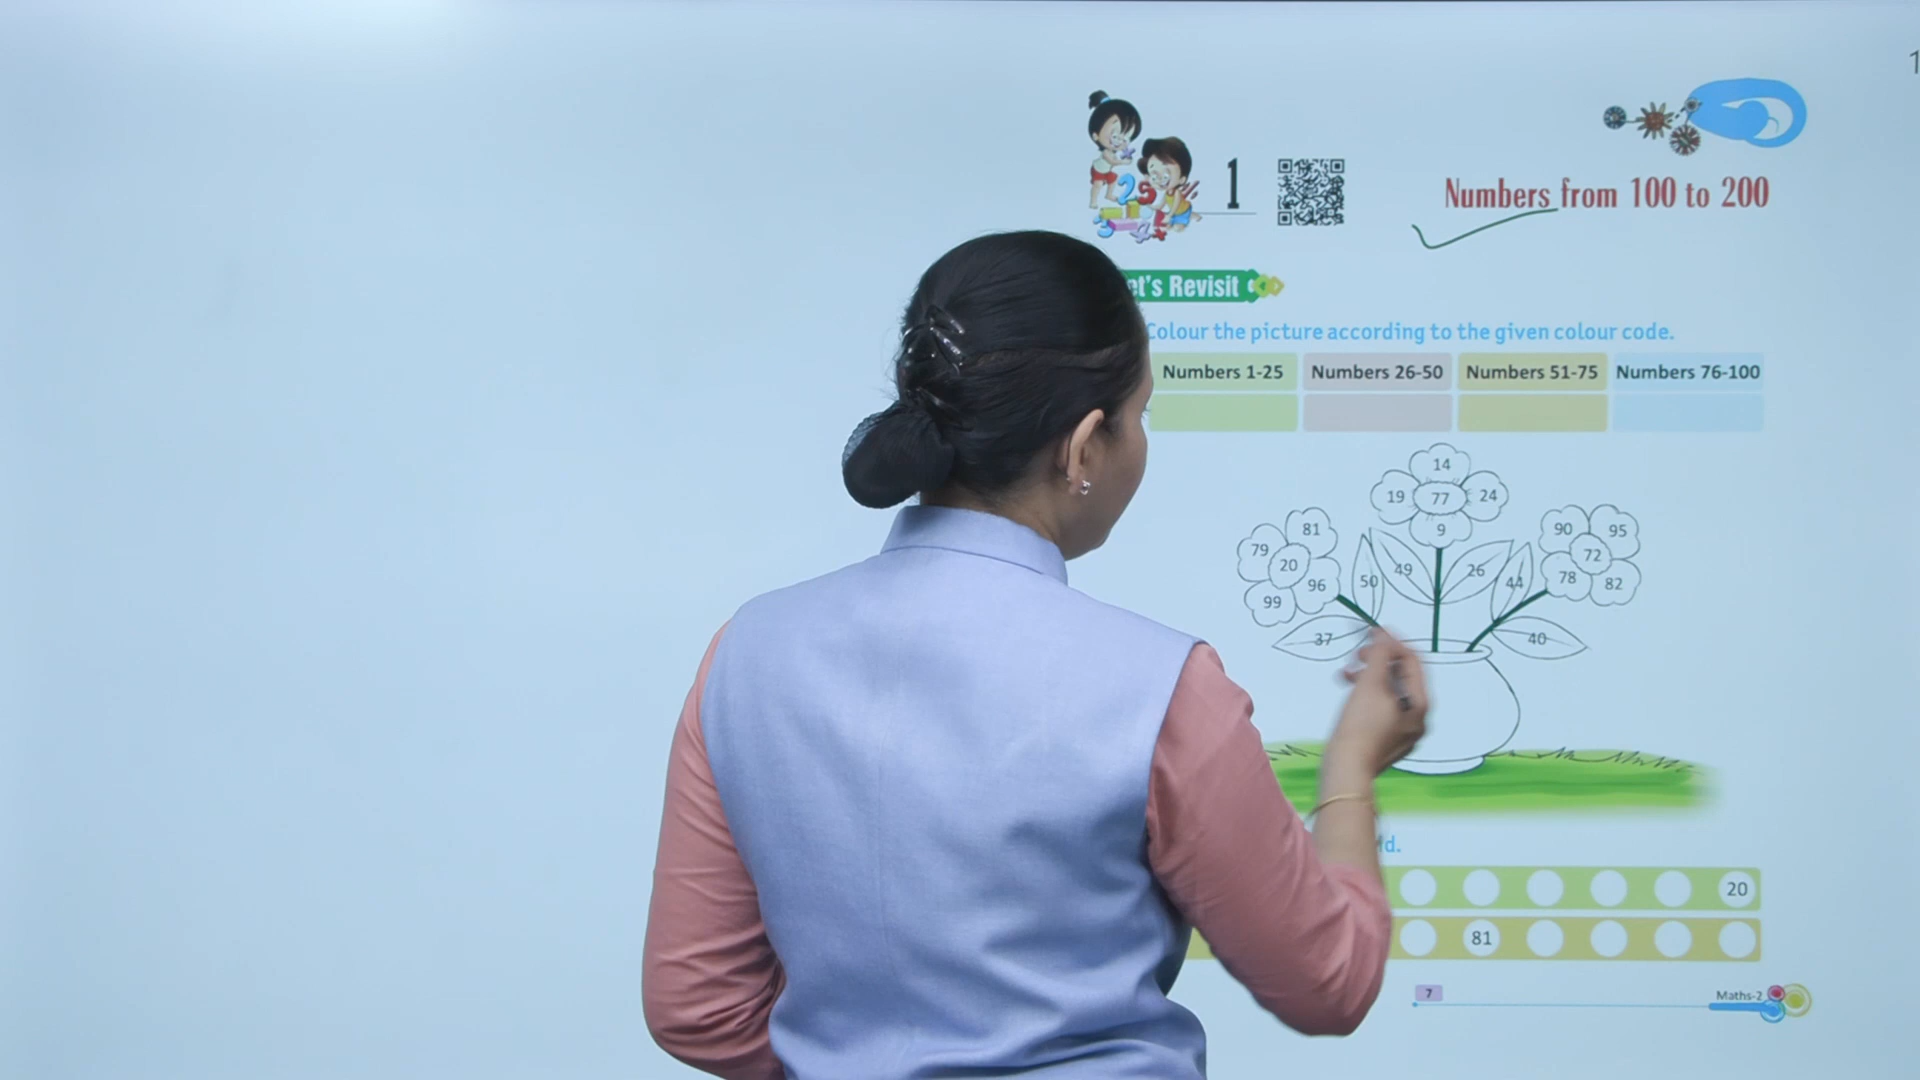 1
1
Numbers from 100 to 200
Let's Revisit
Colour the picture according to the given colour code.
Numbers 1-25 Numbers 26-50 Numbers 51-75 Numbers 76-100
14
19 77 24
9
81
79
20
96
99
90 95
72
78 82
50 49 26 44
37 40
20
81
7
Maths-2